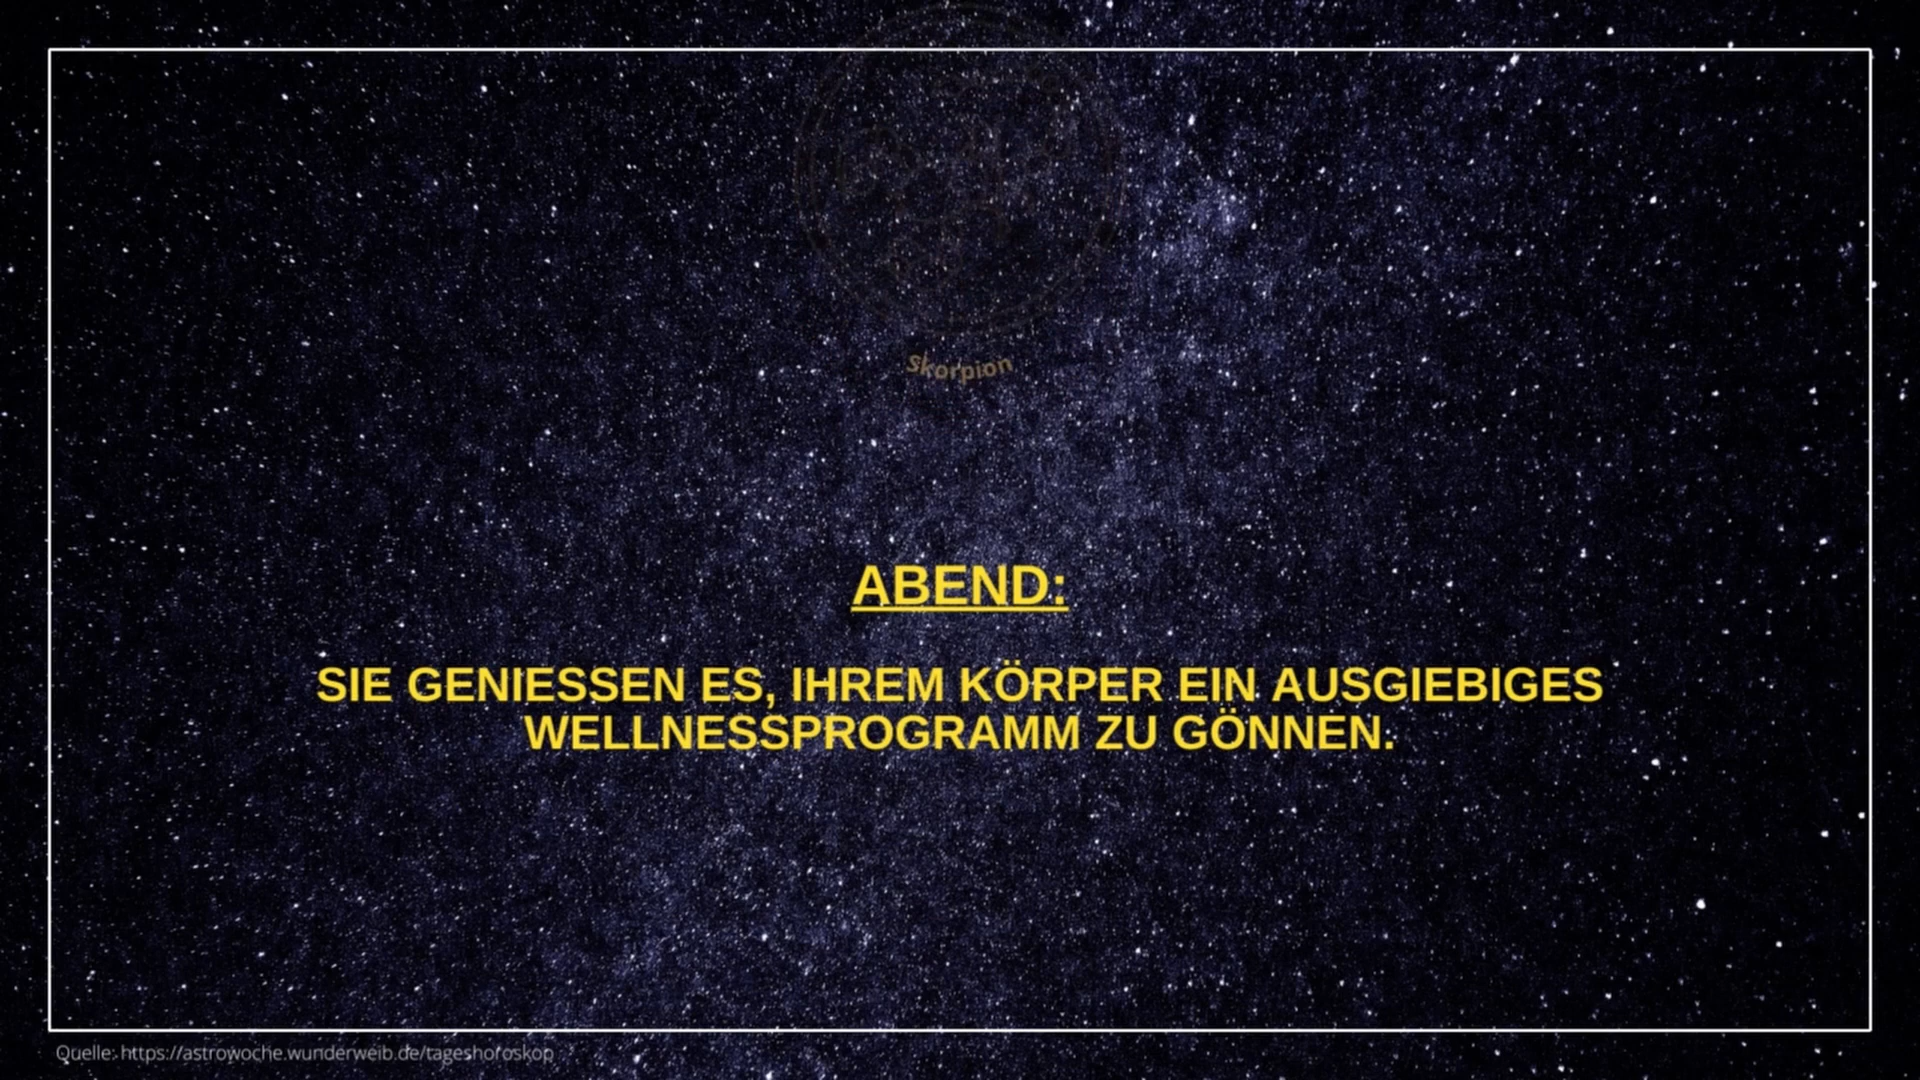 Skorpion
ABEND:
SIE GENIESSEN ES, IHREM KÖRPER EIN AUSGIEBIGES
WELLNESSPROGRAMM ZU GÖNNEN.
Quelle: https://astrowoche.wunderweib.de/tageshoroskop